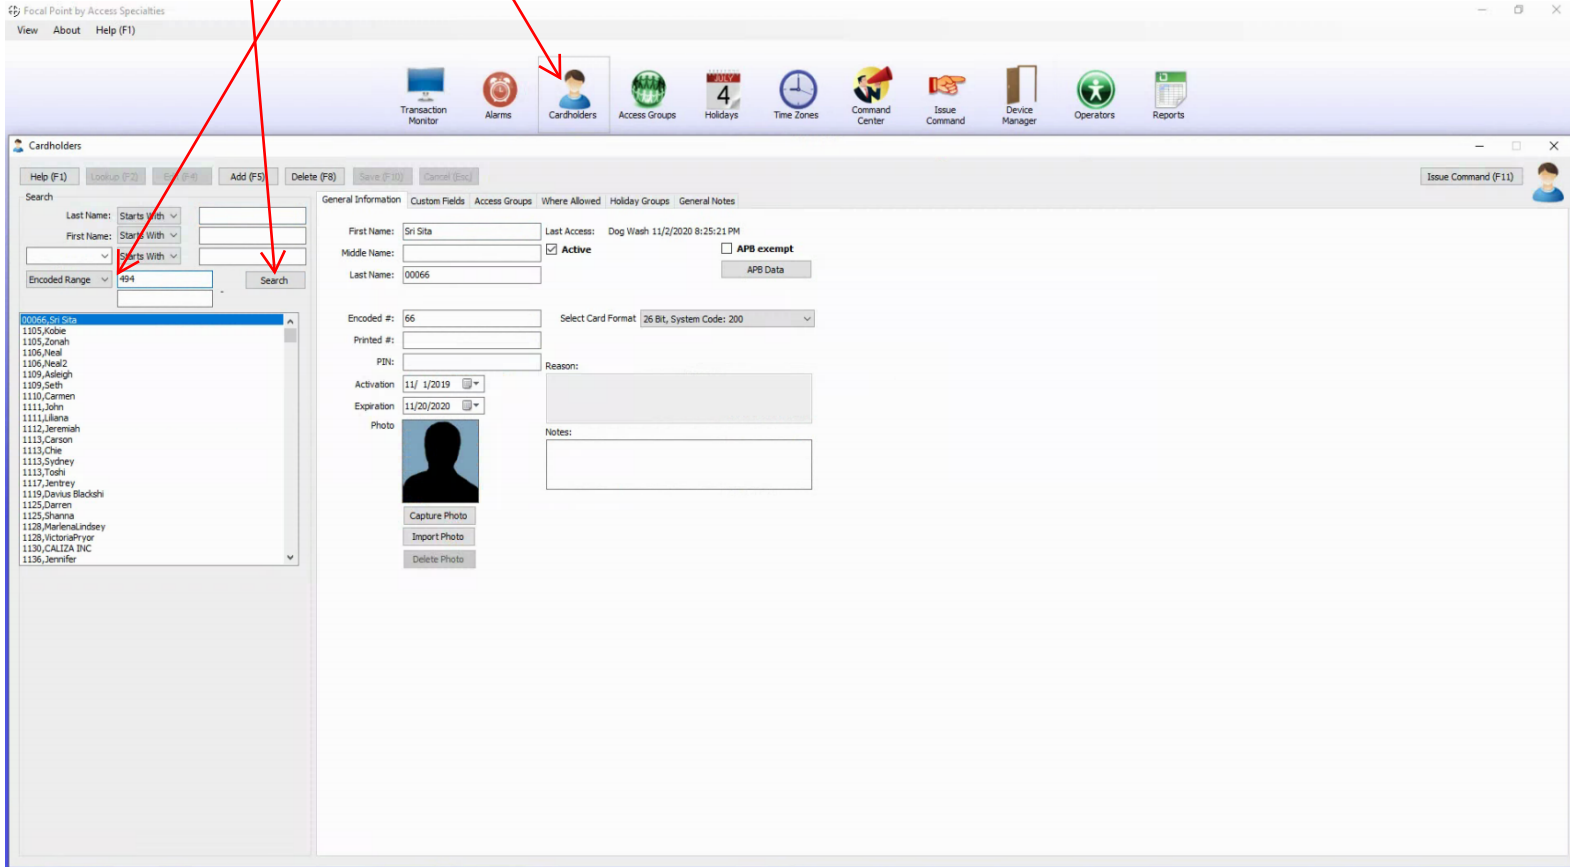 Focal Point by Access Specialties
View About Help (F1)
Transaction Monitor
Alarms
Cardholders
Access Groups
JULY 4
Holidays
Time Zones
Command Center
Issue Command
Device Manager
Operators
Reports
Cardholders
Help (F1) Lookup (F2) Edit (F4) Add (F5) Delete (F8) Save (F10) Cancel (Esc) Issue Command (F11)
Search
Last Name: Starts With
First Name: Starts With
Starts With
Encoded Range 494 Search
-
00066,Sri Sita
1105,Kobie
1105,Zonah
1106,Neal
1106,Neal2
1109,Asleigh
1109,Seth
1110,Carmen
1111,John
1111,Liliana
1112,Jeremiah
1113,Carson
1113,Chie
1113,Sydney
1113,Toshi
1117,Jentrey
1119,Davius Blackshi
1125,Darren
1125,Shanna
1128,MarlenaLindsey
1128,VictoriaPryor
1130,CALIZA INC
1136,Jennifer
General Information Custom Fields Access Groups Where Allowed Holiday Groups General Notes
First Name: Sri Sita Last Access: Dog Wash 11/2/2020 8:25:21 PM
Middle Name: Active APB exempt
Last Name: 00066 APB Data
Encoded #: 66 Select Card Format 26 Bit, System Code: 200
Printed #:
PIN: Reason:
Activation 11/ 1/2019
Expiration 11/20/2020
Photo Notes:
Capture Photo
Import Photo
Delete Photo